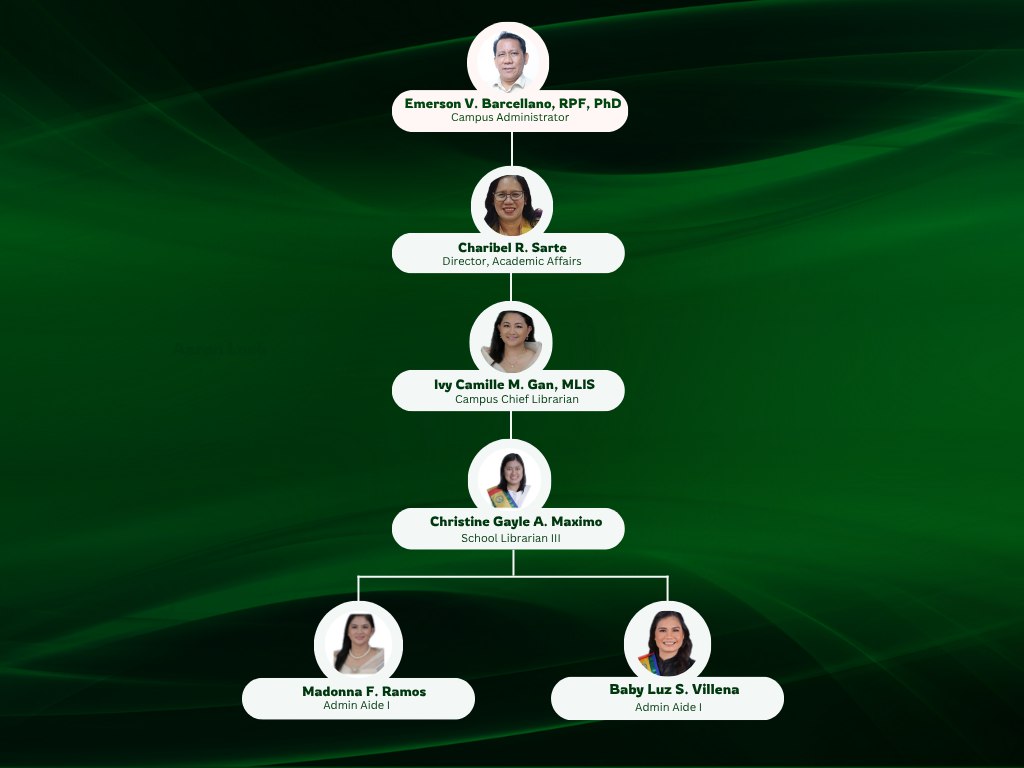 Emerson V. Barcellano, RPF, PhD
Campus Administrator
Charibel R. Sarte
Director, Academic Affairs
Ivy Camille M. Gan, MLIS
Campus Chief Librarian
Christine Gayle A. Maximo
School Librarian III
Madonna F. Ramos
Admin Aide I
Baby Luz S. Villena
Admin Aide I